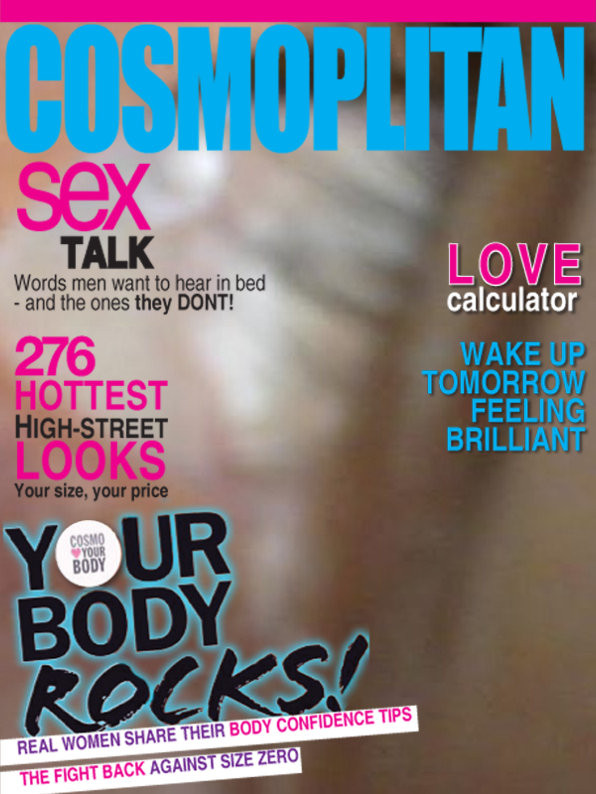 COSMOPLITAN
sex
TALK
Words men want to hear in bed
- and the ones they DONT!
LOVE
calculator
276
HOTTEST
HIGH-STREET
LOOKS
Your size, your price
WAKE UP
TOMORROW
FEELING
BRILLIANT
YOUR
COSMO
YOUR
BODY
BODY
ROCKS!
REAL WOMEN SHARE THEIR BODY CONFIDENCE TIPS
THE FIGHT BACK AGAINST SIZE ZERO